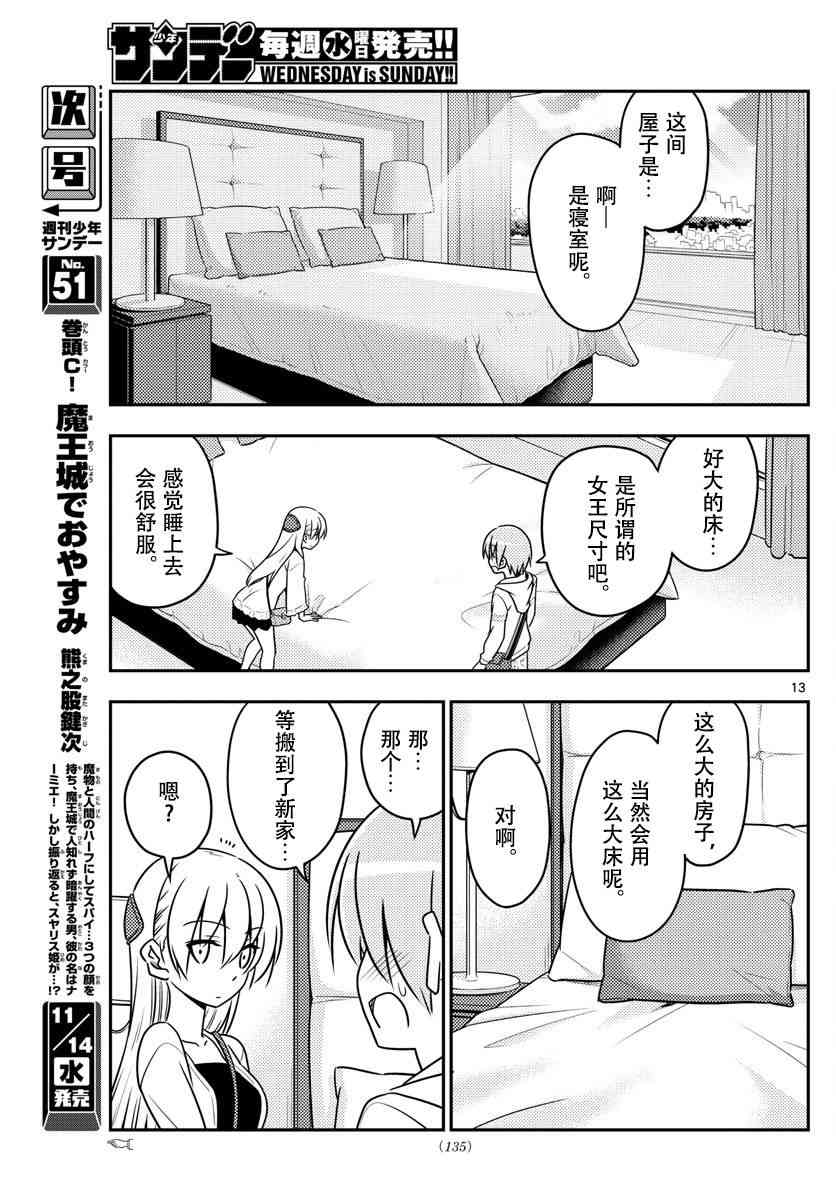 少年サンデー 毎週水曜日発売!!
WEDNESDAY is SUNDAY!!
次号
週刊少年
サンデー
No.
51
巻頭C!
魔王城でおやすみ
熊之股鍵次
魔物と人間のハーフにしてスパイ…3つの顔を
持ち、魔王城で人知れず暗躍する男、彼の名はナ
ーミエ! しかし振り返ると、スヤリス姫が…!?
11/14
水
発売
这间
屋子是…
啊—
是寝室呢。
好大的床…
是所谓的
女王尺寸吧。
感觉睡上去
会很舒服。
13
这么大的房子,
当然会用
这么大床呢。
对
啊。
那…
那个…
等搬到了新家…
嗯?
(135)